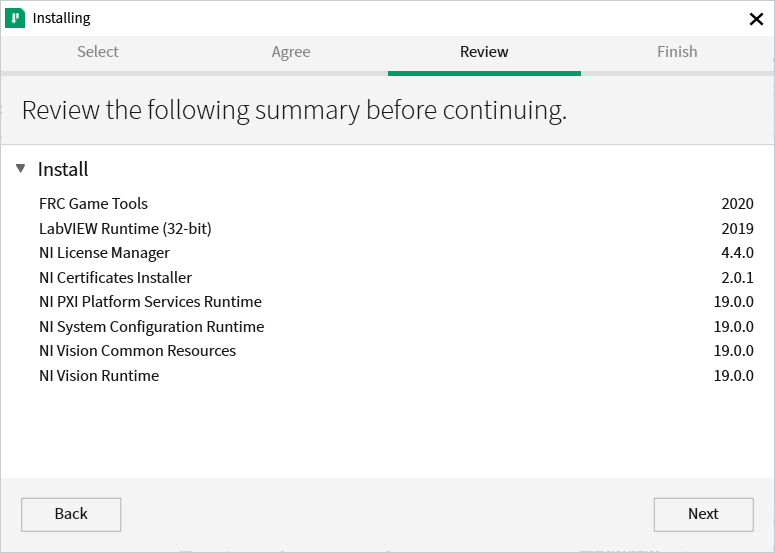 Installing
Select Agree Review Finish
Review the following summary before continuing.
Install
FRC Game Tools 2020
LabVIEW Runtime (32-bit) 2019
NI License Manager 4.4.0
NI Certificates Installer 2.0.1
NI PXI Platform Services Runtime 19.0.0
NI System Configuration Runtime 19.0.0
NI Vision Common Resources 19.0.0
NI Vision Runtime 19.0.0
Back Next